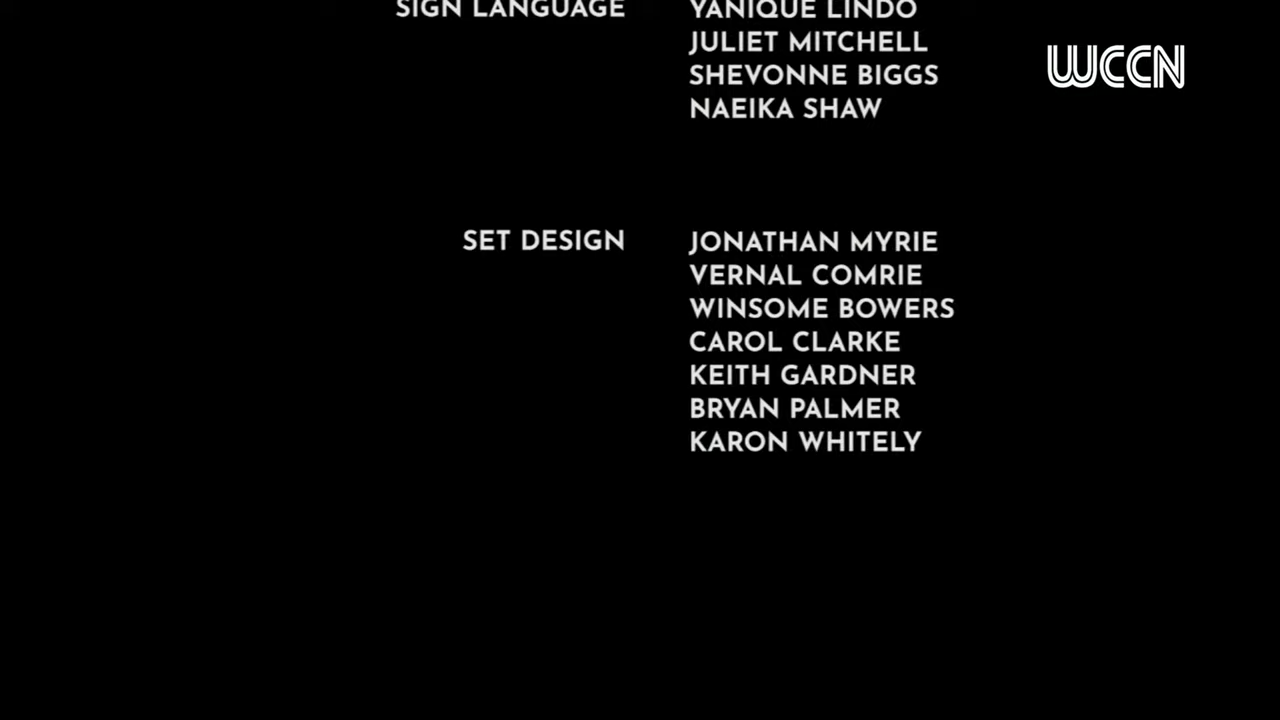 SIGN LANGUAGE YANIQUE LINDO
JULIET MITCHELL
SHEVONNE BIGGS
NAEIKA SHAW
WCCN
SET DESIGN JONATHAN MYRIE
VERNAL COMRIE
WINSOME BOWERS
CAROL CLARKE
KEITH GARDNER
BRYAN PALMER
KARON WHITELY